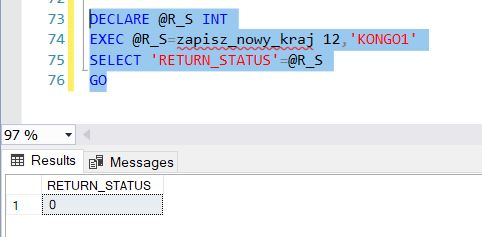 73 DECLARE @R_S INT
74 EXEC @R_S=zapisz_nowy_kraj 12,'KONGO1'
75 SELECT 'RETURN_STATUS'=@R_S
76 GO
97 %
Results Messages
RETURN_STATUS
1 0